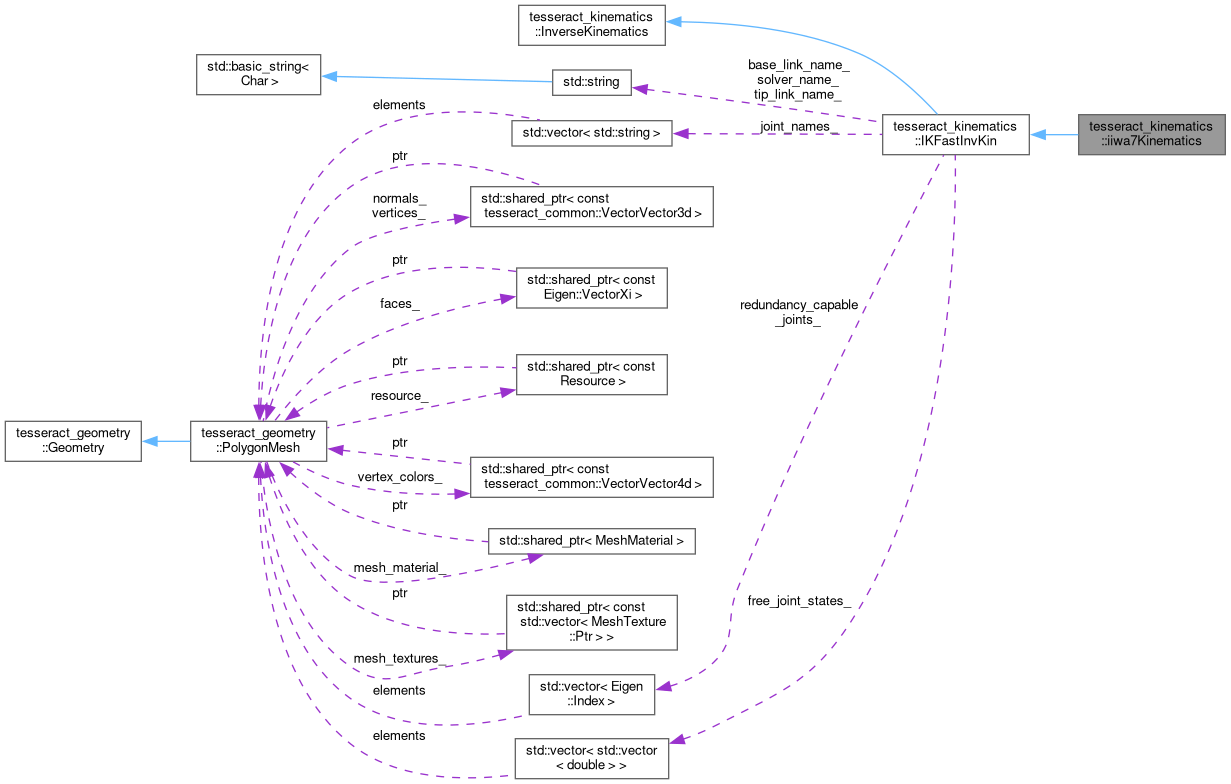 tesseract_kinematics
::InverseKinematics
std::basic_string<
Char >
std::string
base_link_name_
solver_name_
tip_link_name_
elements
std::vector< std::string >
joint_names_
tesseract_kinematics
::IKFastInvKin
tesseract_kinematics
::iiwa7Kinematics
ptr
normals_
vertices_
std::shared_ptr< const
tesseract_common::VectorVector3d >
ptr
std::shared_ptr< const
Eigen::VectorXi >
faces_
redundancy_capable
_joints_
ptr
std::shared_ptr< const
Resource >
resource_
tesseract_geometry
::Geometry
tesseract_geometry
::PolygonMesh
ptr
std::shared_ptr< const
tesseract_common::VectorVector4d >
vertex_colors_
ptr
std::shared_ptr< MeshMaterial >
mesh_material_
ptr
std::shared_ptr< const
std::vector< MeshTexture
::Ptr > >
free_joint_states_
mesh_textures_
elements
std::vector< Eigen
::Index >
elements
std::vector< std::vector
< double > >